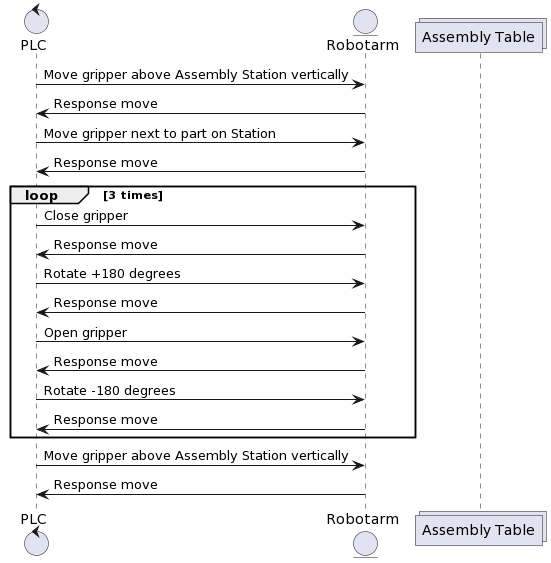 PLC
Robotarm
Assembly Table
Move gripper above Assembly Station vertically
Response move
Move gripper next to part on Station
Response move
loop [3 times]
Close gripper
Response move
Rotate +180 degrees
Response move
Open gripper
Response move
Rotate -180 degrees
Response move
Move gripper above Assembly Station vertically
Response move
PLC
Robotarm
Assembly Table